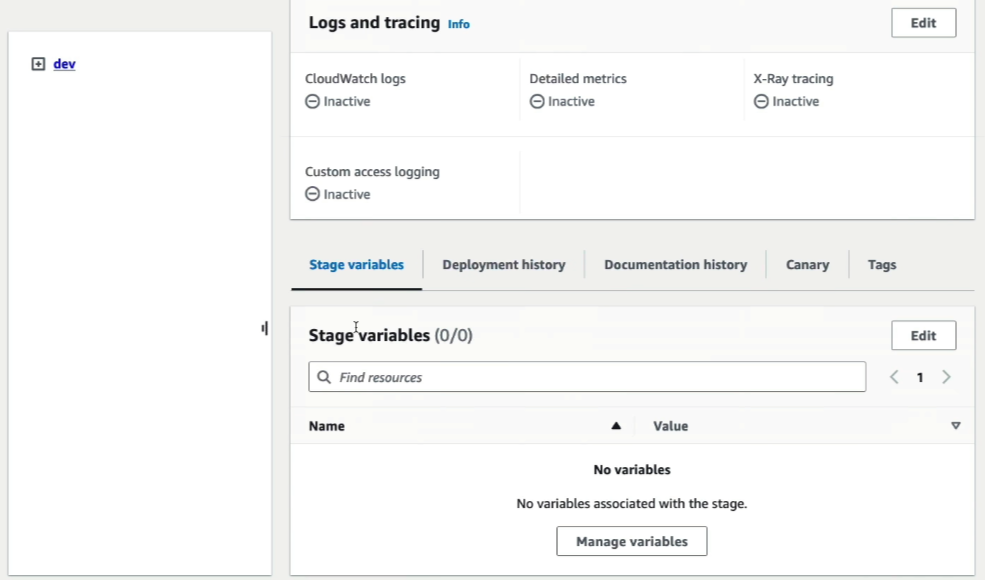 dev
Logs and tracing Info
Edit
CloudWatch logs
Inactive
Detailed metrics
Inactive
X-Ray tracing
Inactive
Custom access logging
Inactive
Stage variables
Deployment history
Documentation history
Canary
Tags
Stage variables (0/0)
Edit
Find resources
1
Name
Value
No variables
No variables associated with the stage.
Manage variables